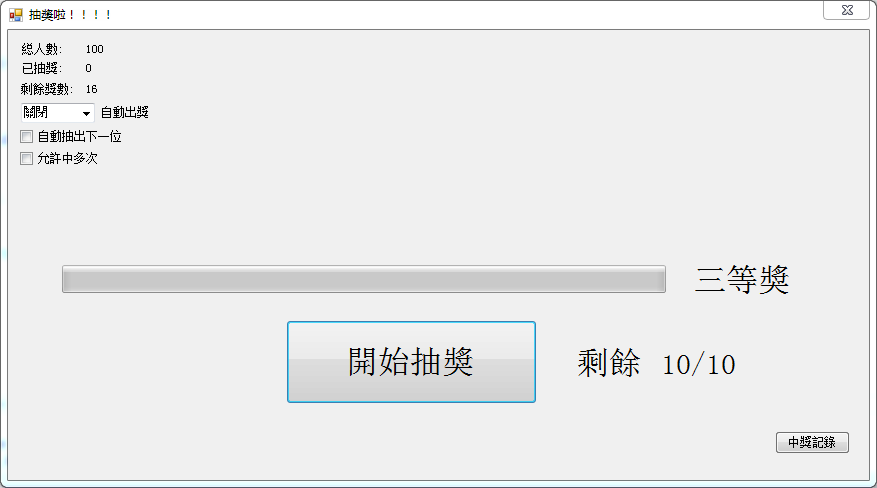 抽獎啦！！！！
総人數: 100
已抽獎: 0
剩餘獎數: 16
關閉 自動出獎
自動抽出下一位
允許中多次
三等獎
開始抽獎 剩餘 10/10
中獎記錄